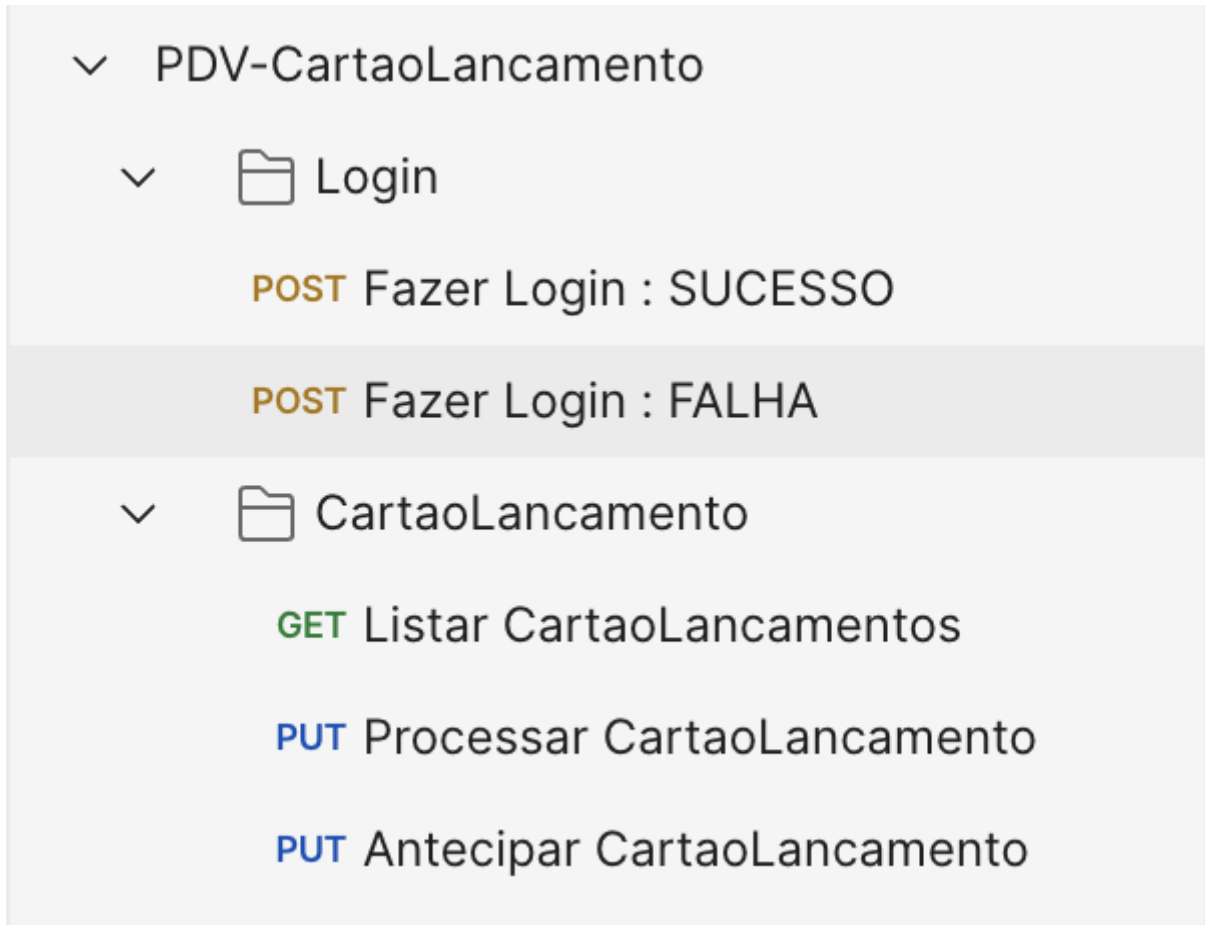 PDV-CartaoLancamento
Login
POST Fazer Login : SUCESSO
POST Fazer Login : FALHA
CartaoLancamento
GET Listar CartaoLancamentos
PUT Processar CartaoLancamento
PUT Antecipar CartaoLancamento